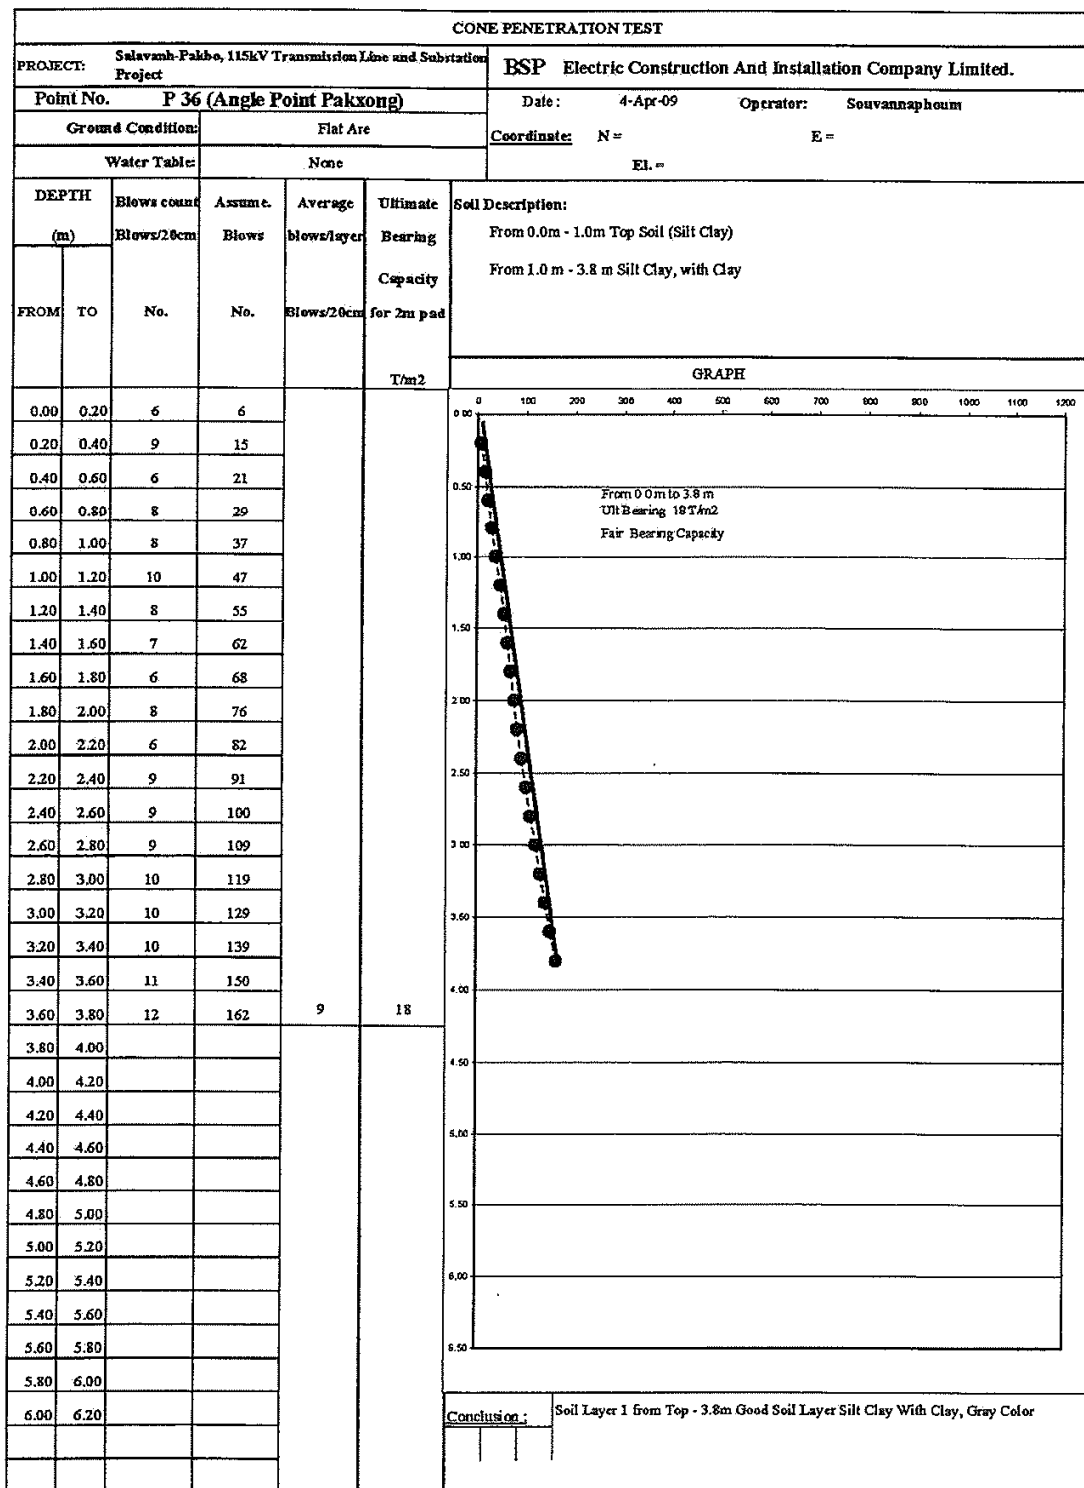 CONE PENETRATION TEST
PROJECT: Salavanh-Pakbo, 115kV Transmission Line and Substation
Project
BSP Electric Construction And Installation Company Limited.
Point No. P 36 (Angle Point Pakxong)
Date : 4-Apr-09 Operator: Souvannaphoum
Ground Condition: Flat Are
Coordinate: N = E =
Water Table: None
El. =
DEPTH Blows count Assume. Average Ultimate
(m) Blows/20cm Blows blows/layer Bearing
Capacity
FROM TO No. No. Blows/20cm for 2m pad
T/m2
Soil Description:
From 0.0m - 1.0m Top Soil (Silt Clay)
From 1.0 m - 3.8 m Silt Clay, with Clay
GRAPH
0 100 200 300 400 500 600 700 800 900 1000 1100 1200
0.00 0.20 6 6
0.20 0.40 9 15
0.40 0.60 6 21
0.60 0.80 8 29
0.80 1.00 8 37
1.00 1.20 10 47
1.20 1.40 8 55
1.40 1.60 7 62
1.60 1.80 6 68
1.80 2.00 8 76
2.00 2.20 6 82
2.20 2.40 9 91
2.40 2.60 9 100
2.60 2.80 9 109
2.80 3.00 10 119
3.00 3.20 10 129
3.20 3.40 10 139
3.40 3.60 11 150
3.60 3.80 12 162 9 18
3.80 4.00
4.00 4.20
4.20 4.40
4.40 4.60
4.60 4.80
4.80 5.00
5.00 5.20
5.20 5.40
5.40 5.60
5.60 5.80
5.80 6.00
6.00 6.20
0 00
0.50
1.00
1.50
2 00
2.50
3 00
3.50
4.00
4.50
5.00
5.50
6.00
6.50
From 0 0m to 3.8 m
Ult Bearing 18 T/m2
Fair Bearing Capacity
Conclusion : Soil Layer 1 from Top - 3.8m Good Soil Layer Silt Clay With Clay, Gray Color